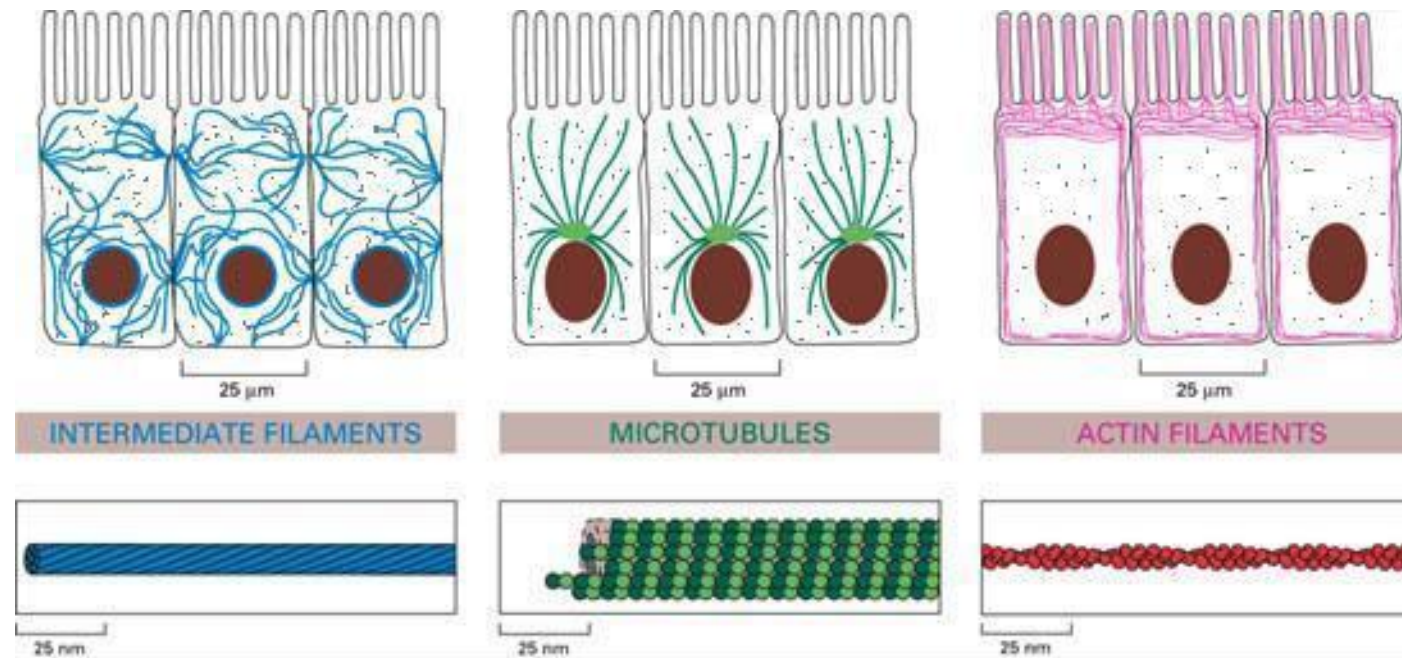 25 µm
25 µm
25 µm
INTERMEDIATE FILAMENTS
MICROTUBULES
ACTIN FILAMENTS
25 nm
25 nm
25 nm